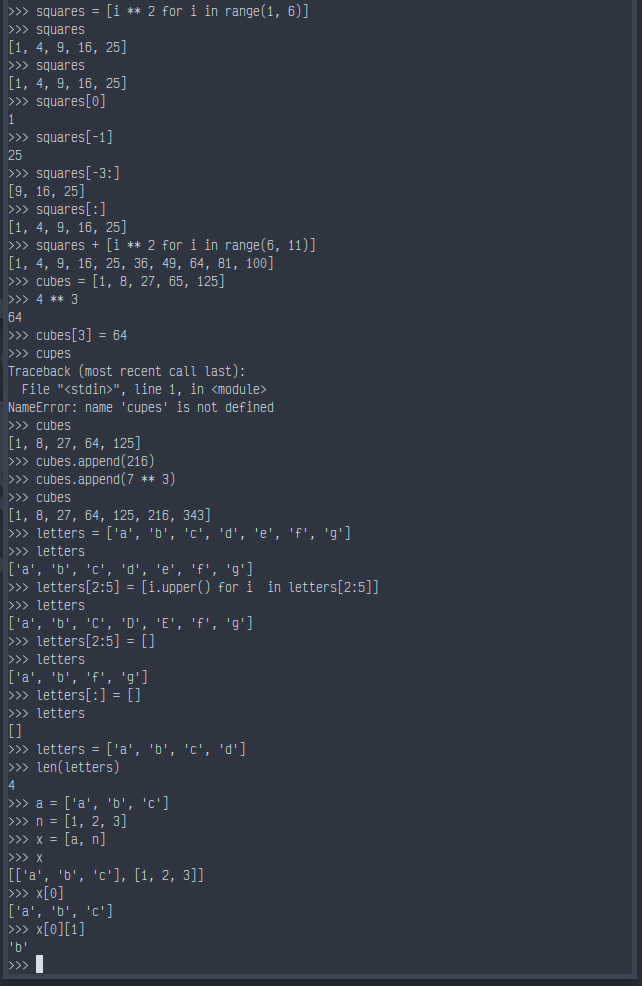 >>> squares = [i ** 2 for i in range(1, 6)]
>>> squares
[1, 4, 9, 16, 25]
>>> squares
[1, 4, 9, 16, 25]
>>> squares[0]
1
>>> squares[-1]
25
>>> squares[-3:]
[9, 16, 25]
>>> squares[:]
[1, 4, 9, 16, 25]
>>> squares + [i ** 2 for i in range(6, 11)]
[1, 4, 9, 16, 25, 36, 49, 64, 81, 100]
>>> cubes = [1, 8, 27, 65, 125]
>>> 4 ** 3
64
>>> cubes[3] = 64
>>> cupes
Traceback (most recent call last):
  File "<stdin>", line 1, in <module>
NameError: name 'cupes' is not defined
>>> cubes
[1, 8, 27, 64, 125]
>>> cubes.append(216)
>>> cubes.append(7 ** 3)
>>> cubes
[1, 8, 27, 64, 125, 216, 343]
>>> letters = ['a', 'b', 'c', 'd', 'e', 'f', 'g']
>>> letters
['a', 'b', 'c', 'd', 'e', 'f', 'g']
>>> letters[2:5] = [i.upper() for i  in letters[2:5]]
>>> letters
['a', 'b', 'C', 'D', 'E', 'f', 'g']
>>> letters[2:5] = []
>>> letters
['a', 'b', 'f', 'g']
>>> letters[:] = []
>>> letters
[]
>>> letters = ['a', 'b', 'c', 'd']
>>> len(letters)
4
>>> a = ['a', 'b', 'c']
>>> n = [1, 2, 3]
>>> x = [a, n]
>>> x
[['a', 'b', 'c'], [1, 2, 3]]
>>> x[0]
['a', 'b', 'c']
>>> x[0][1]
'b'
>>>